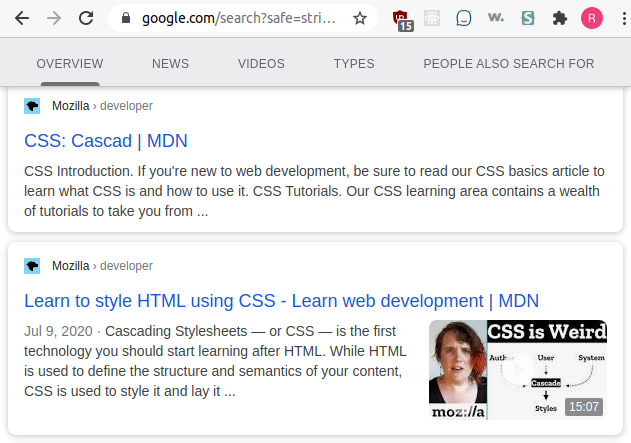 google.com/search?safe=stri...
15
w.
S
R
OVERVIEW NEWS VIDEOS TYPES PEOPLE ALSO SEARCH FOR
Mozilla › developer
CSS: Cascad | MDN
CSS Introduction. If you're new to web development, be sure to read our CSS basics article to
learn what CSS is and how to use it. CSS Tutorials. Our CSS learning area contains a wealth
of tutorials to take you from ...
Mozilla › developer
Learn to style HTML using CSS - Learn web development | MDN
Jul 9, 2020 · Cascading Stylesheets — or CSS — is the first
technology you should start learning after HTML. While HTML
is used to define the structure and semantics of your content,
CSS is used to style it and lay it ...
CSS is Weird
User System
Cascade
Styles
moz://a
15:07